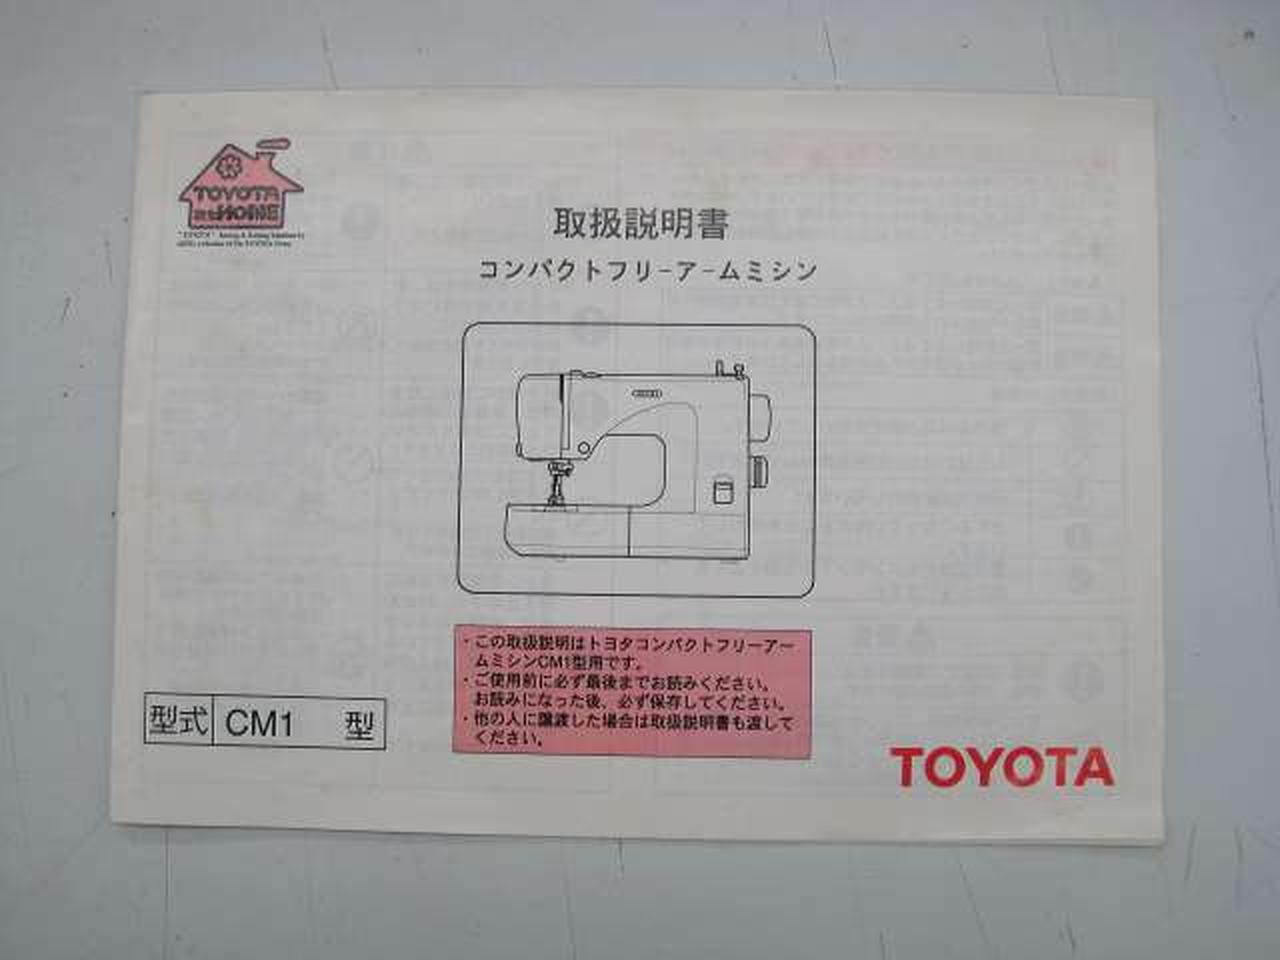 TOYOTA
HOME
取扱説明書
コンパクトフリーアームミシン
・この取扱説明はトヨタコンパクトフリーアー
ムミシンCM1型用です。
・ご使用前に必ず最後までお読みください。
お読みになった後、必ず保存してください。
・他の人に譲渡した場合は取扱説明書も渡して
ください。
型式 CM1 型
TOYOTA